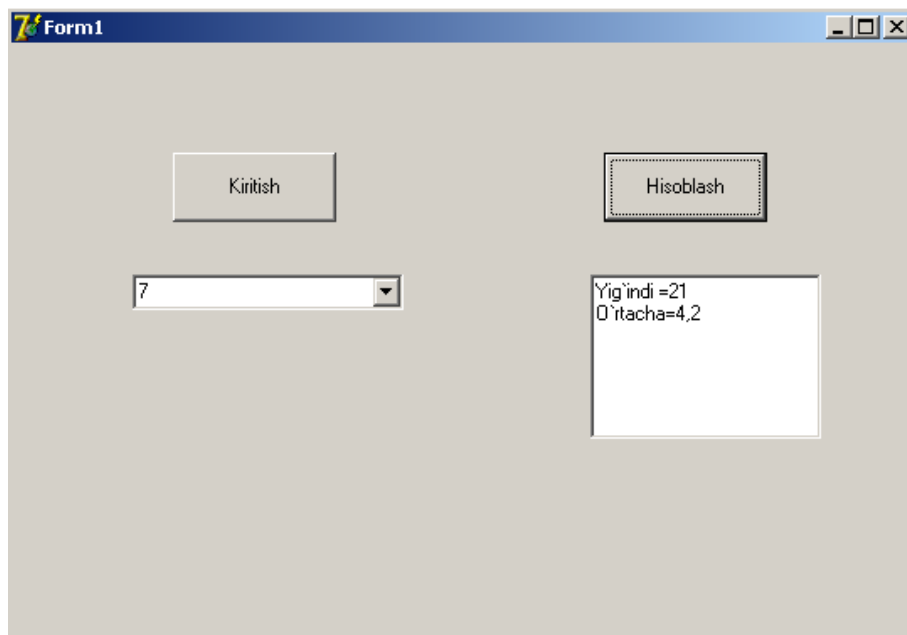 Form1
Kiritish
Hisoblash
7
Yig`indi =21
O`rtacha=4,2